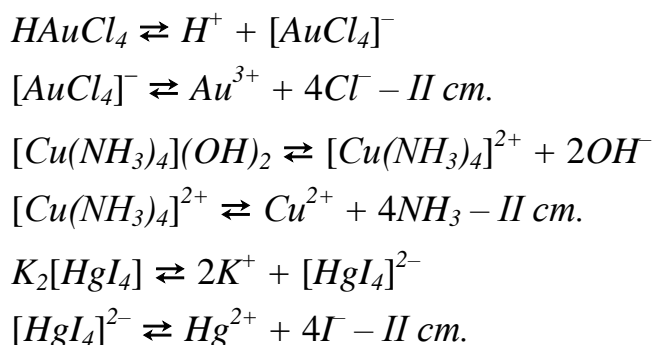 HAuCl₄ ⇄ H⁺ + [AuCl₄]⁻
[AuCl₄]⁻ ⇄ Au³⁺ + 4Cl⁻ – II ст.
[Cu(NH₃)₄](OH)₂ ⇄ [Cu(NH₃)₄]²⁺ + 2OH⁻
[Cu(NH₃)₄]²⁺ ⇄ Cu²⁺ + 4NH₃ – II ст.
K₂[HgI₄] ⇄ 2K⁺ + [HgI₄]²⁻
[HgI₄]²⁻ ⇄ Hg²⁺ + 4I⁻ – II ст.